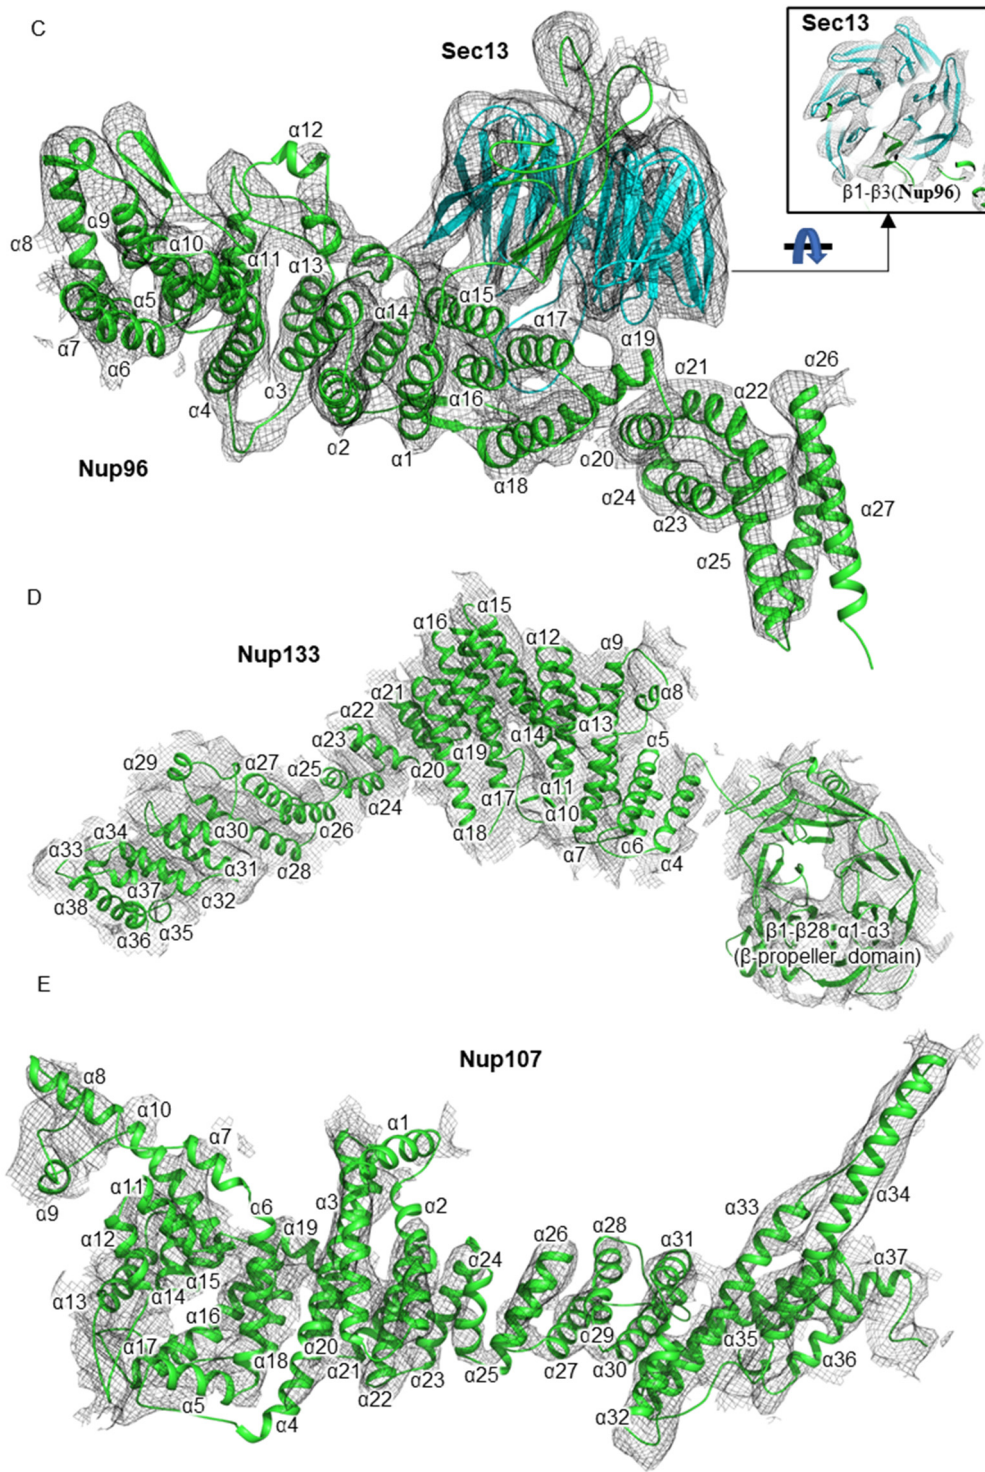 C
Sec13
Sec13
β1-β3(Nup96)
α12
α8
α9
α10
α11
α13
α5
α7
α6
α4
α3
α14
α15
α17
α16
α2
α1
α18
α19
α21
α22
α26
α20
α24
α23
α25
α27
Nup96
D
Nup133
α15
α16
α12
α9
α8
α21
α22
α23
α13
α14
α5
α19
α20
α29
α27
α25
α24
α11
α17
α10
α18
α7
α6
α4
α34
α30
α26
α33
α31
α28
α37
α32
α38
α36
α35
β1-β28 α1-α3
(β-propeller domain)
E
Nup107
α8
α10
α7
α1
α9
α11
α6
α19
α3
α2
α12
α24
α26
α28
α31
α33
α34
α13
α14
α15
α16
α37
α17
α18
α20
α21
α22
α23
α25
α27
α29
α30
α35
α36
α5
α4
α32